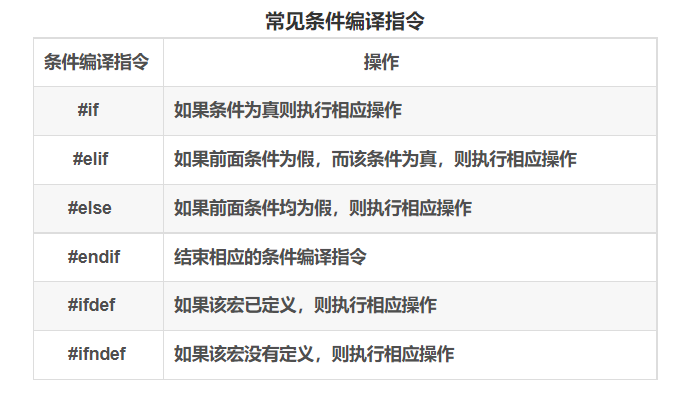 常见条件编译指令
条件编译指令 操作
#if 如果条件为真则执行相应操作
#elif 如果前面条件为假，而该条件为真，则执行相应操作
#else 如果前面条件均为假，则执行相应操作
#endif 结束相应的条件编译指令
#ifdef 如果该宏已定义，则执行相应操作
#ifndef 如果该宏没有定义，则执行相应操作